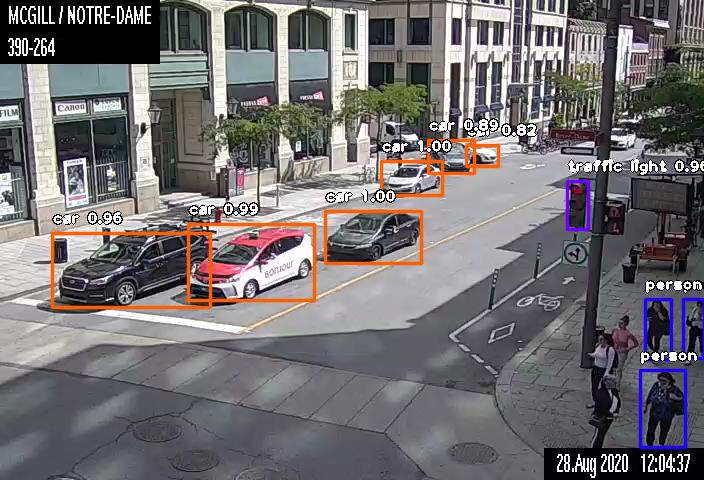 MCGILL / NOTRE-DAME
390-264
FILM
Canon
car 0.89
car 0.82
car 1.00
traffic light 0.96
car 1.00
car 0.99
car 0.96
BONJOUR
person
person
28.Aug 2020 12:04:37